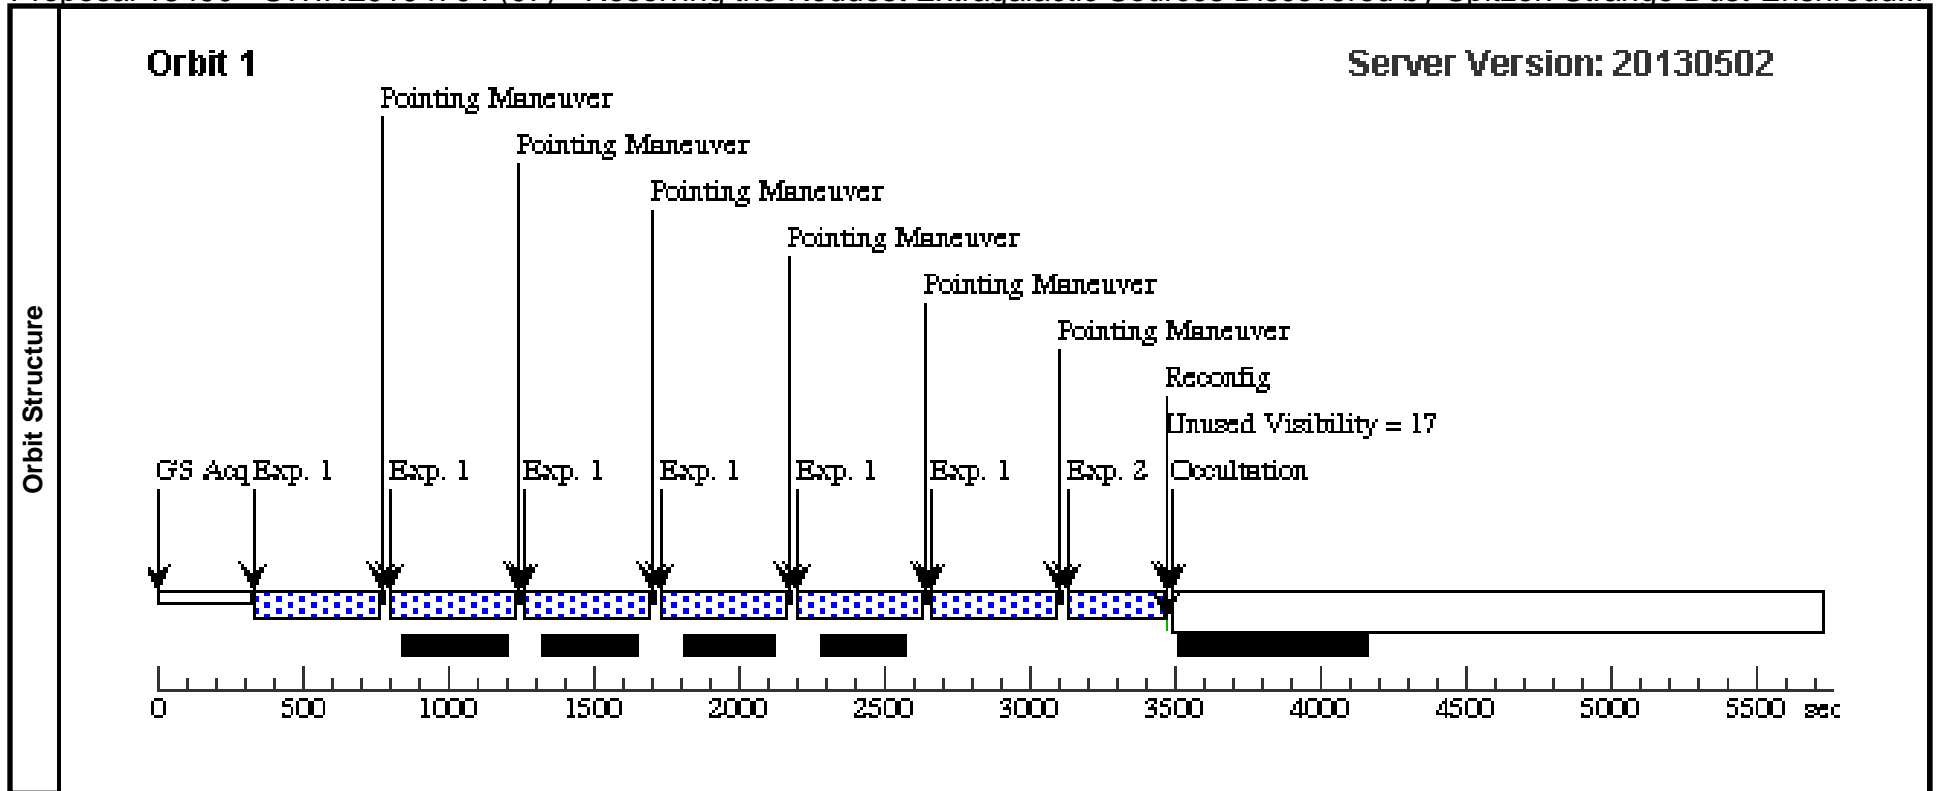 Orbit Structure
Orbit 1
Server Version: 20130502
Pointing Maneuver
Pointing Maneuver
Pointing Maneuver
Pointing Maneuver
Pointing Maneuver
Pointing Maneuver
Reconfig
Unused Visibility = 17
GS Acq Exp. 1 Exp. 1 Exp. 1 Exp. 1 Exp. 1 Exp. 1 Exp. 2 Occultation
0 500 1000 1500 2000 2500 3000 3500 4000 4500 5000 5500 sec